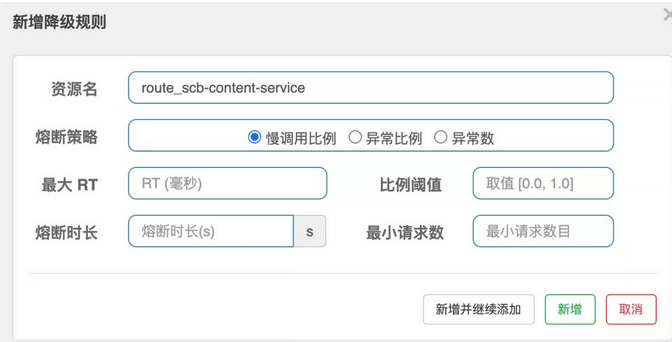 新增降级规则
资源名 route_scb-content-service
熔断策略 慢调用比例 异常比例 异常数
最大 RT RT (毫秒) 比例阈值 取值 [0.0, 1.0]
熔断时长 熔断时长(s) s 最小请求数 最小请求数目
新增并继续添加 新增 取消